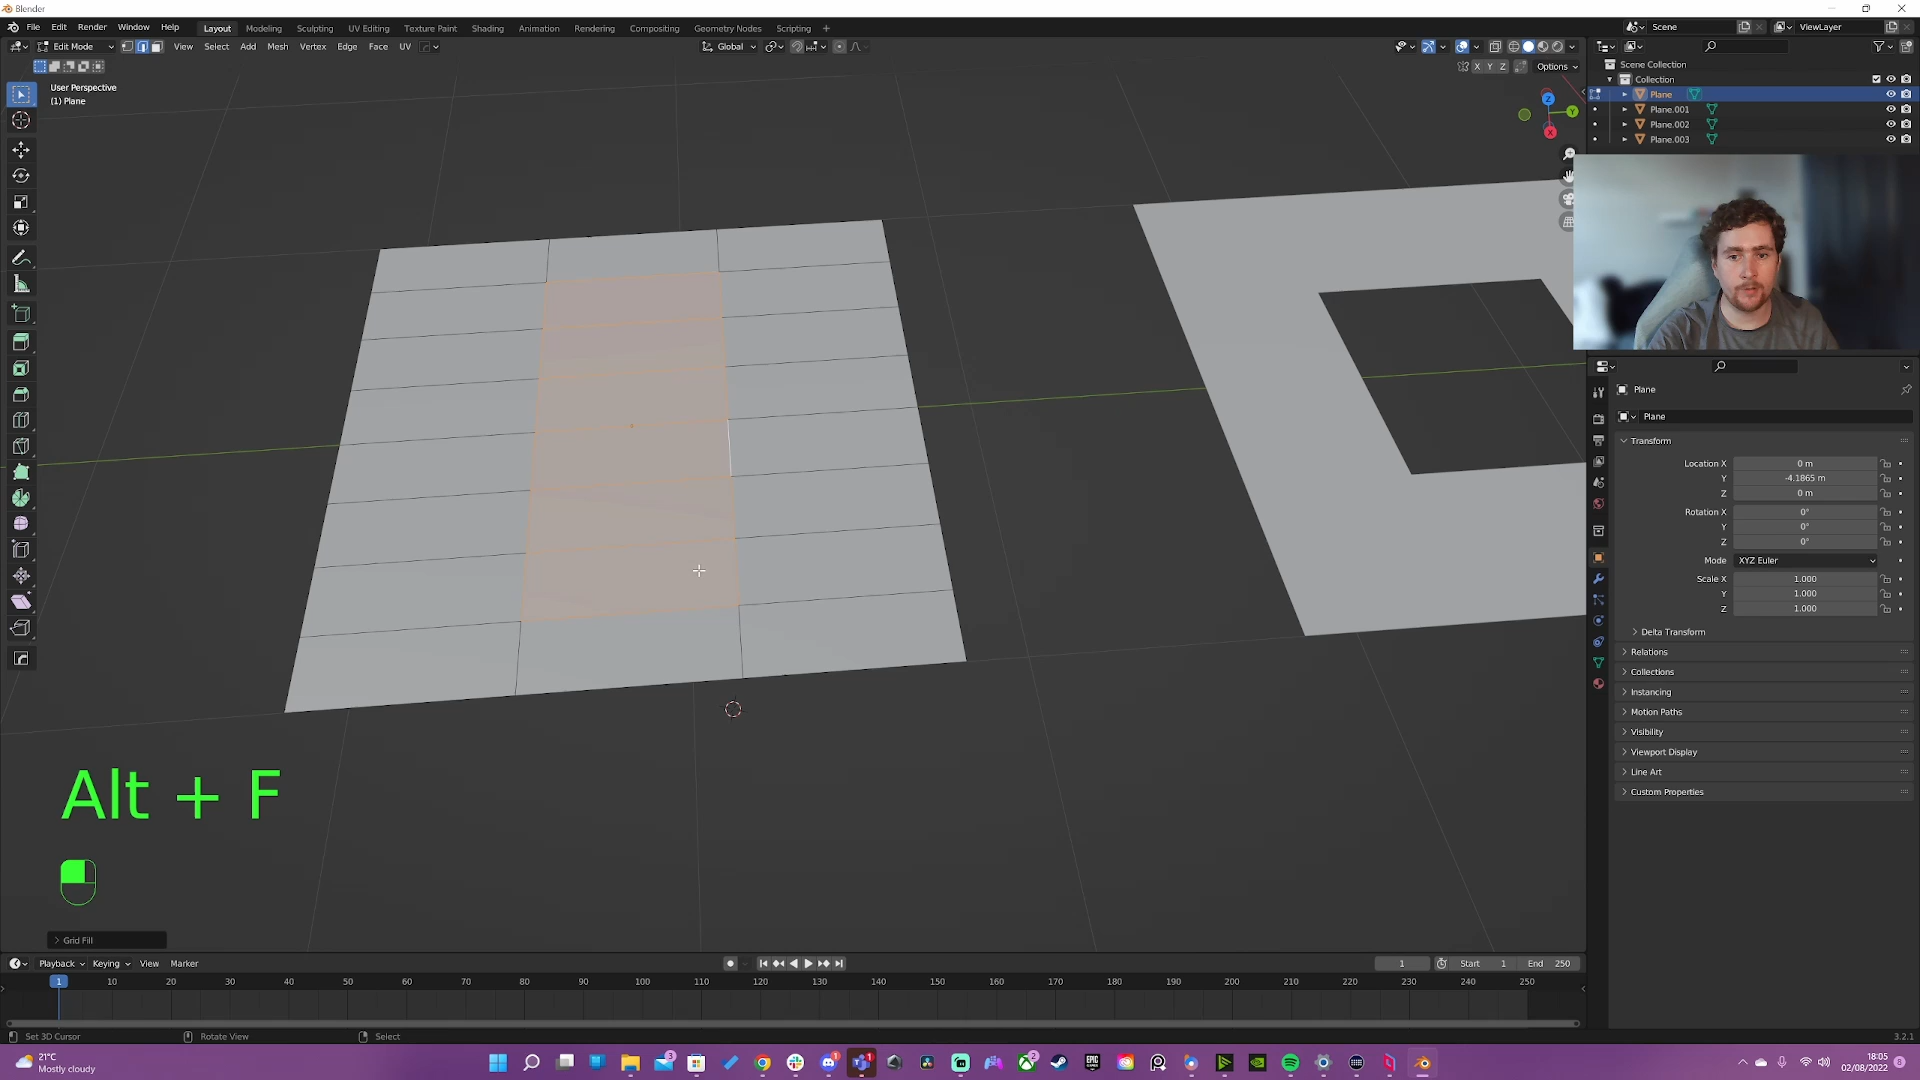 Blender
File Edit Render Window Help Layout Modeling Sculpting UV Editing Texture Paint Shading Animation Rendering Compositing Geometry Nodes Scripting + Scene ViewLayer
Edit Mode View Select Add Mesh Vertex Edge Face UV Global
X Y Z Options
User Perspective
(1) Plane
Z
Y
X
Scene Collection
Collection
Plane
Plane.001
Plane.002
Plane.003
Plane
Plane
Transform
Location X 0 m
Y -4.1865 m
Z 0 m
Rotation X 0°
Y 0°
Z 0°
Mode XYZ Euler
Scale X 1.000
Y 1.000
Z 1.000
Delta Transform
Relations
Collections
Instancing
Motion Paths
Visibility
Viewport Display
Line Art
Custom Properties
Alt + F
Grid Fill
Playback Keying View Marker 1 Start 1 End 250
1 10 20 30 40 50 60 70 80 90 100 110 120 130 140 150 160 170 180 190 200 210 220 230 240 250
Set 3D Cursor Rotate View Select 3.2.1
21°C
Mostly cloudy
18:05
02/08/2022